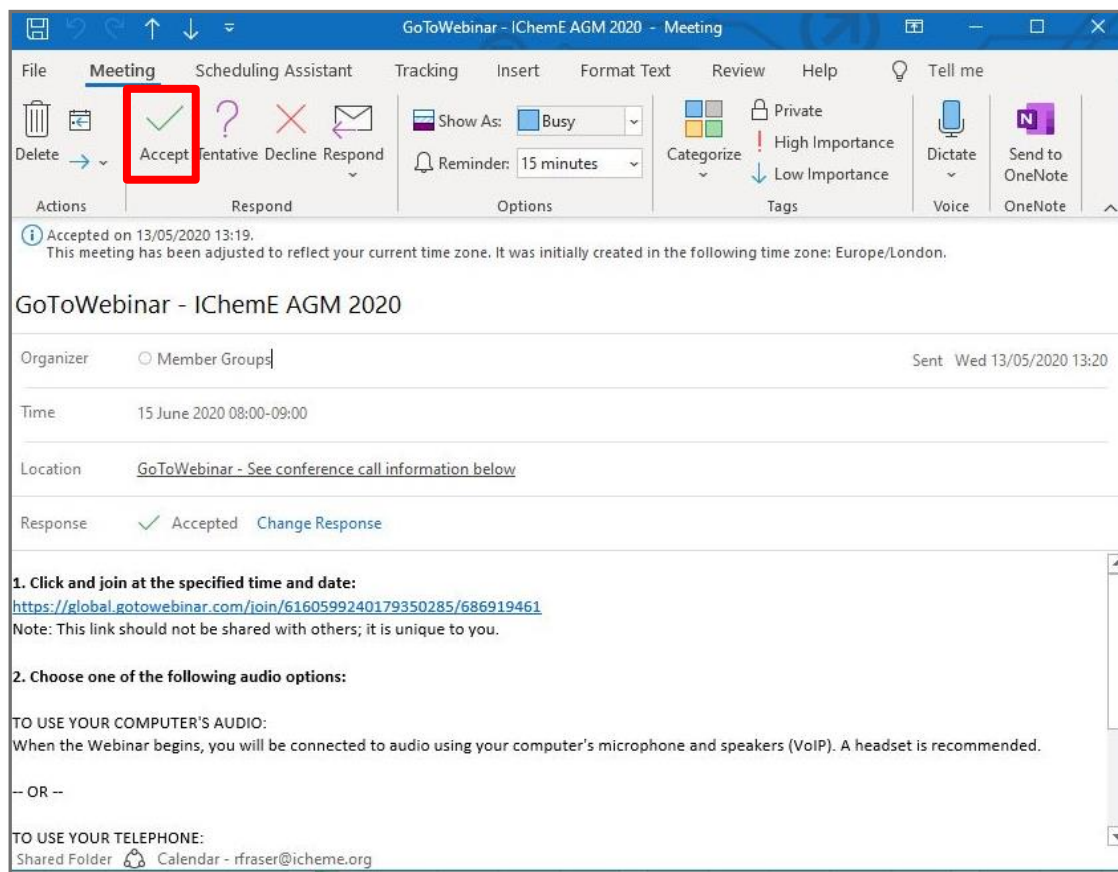 GoToWebinar - IChemE AGM 2020 - Meeting
File Meeting Scheduling Assistant Tracking Insert Format Text Review Help Tell me
Delete Accept Tentative Decline Respond
Show As: Busy
Reminder: 15 minutes
Categorize
Private
High Importance
Low Importance
Dictate
Send to
OneNote
Actions Respond Options Tags Voice OneNote
Accepted on 13/05/2020 13:19.
This meeting has been adjusted to reflect your current time zone. It was initially created in the following time zone: Europe/London.
GoToWebinar - IChemE AGM 2020
Organizer Member Groups Sent Wed 13/05/2020 13:20
Time 15 June 2020 08:00-09:00
Location GoToWebinar - See conference call information below
Response Accepted Change Response
1. Click and join at the specified time and date:
https://global.gotowebinar.com/join/6160599240179350285/686919461
Note: This link should not be shared with others; it is unique to you.
2. Choose one of the following audio options:
TO USE YOUR COMPUTER'S AUDIO:
When the Webinar begins, you will be connected to audio using your computer's microphone and speakers (VoIP). A headset is recommended.
-- OR --
TO USE YOUR TELEPHONE:
Shared Folder Calendar - rfraser@icheme.org